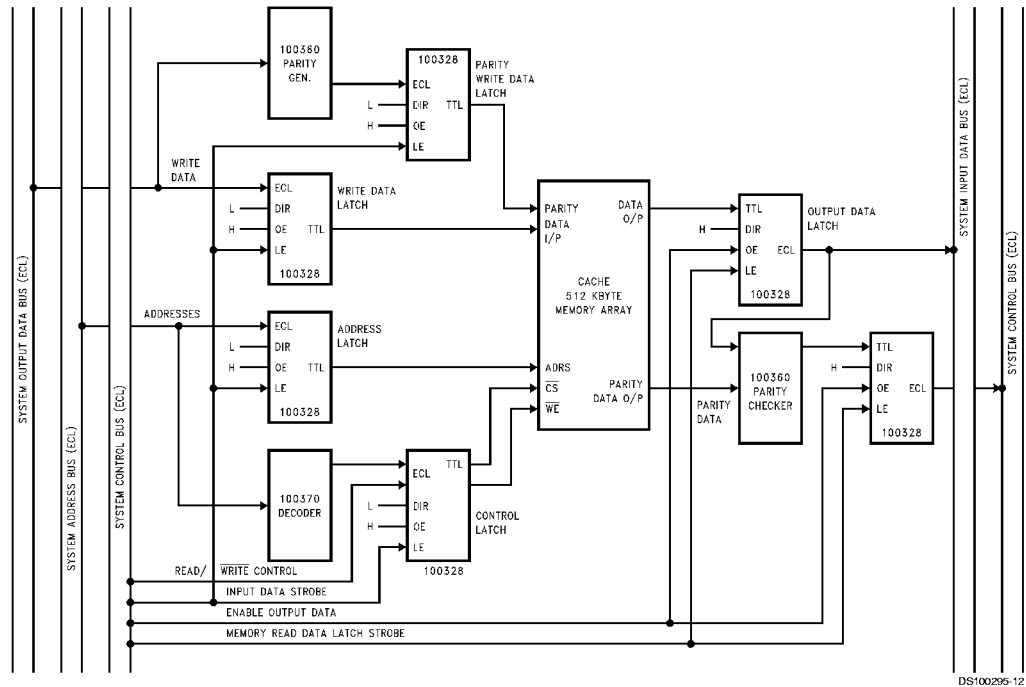 SYSTEM OUTPUT DATA BUS (ECL)
SYSTEM ADDRESS BUS (ECL)
SYSTEM CONTROL BUS (ECL)
100360
PARITY
GEN.
100328
ECL
DIR
OE
LE
TTL
L
H
PARITY
WRITE DATA
LATCH
WRITE
DATA
ECL
DIR
OE
LE
TTL
L
H
100328
WRITE DATA
LATCH
ADDRESSES
ECL
DIR
OE
LE
TTL
L
H
100328
ADDRESS
LATCH
100370
DECODER
ECL
DIR
OE
LE
TTL
L
H
100328
CONTROL
LATCH
READ/ WRITE CONTROL
INPUT DATA STROBE
ENABLE OUTPUT DATA
MEMORY READ DATA LATCH STROBE
PARITY
DATA
I/P
DATA
O/P
CACHE
512 KBYTE
MEMORY ARRAY
ADRS
CS
WE
PARITY
DATA O/P
TTL
DIR
OE
LE
ECL
H
100328
OUTPUT DATA
LATCH
PARITY
DATA
100360
PARITY
CHECKER
TTL
DIR
OE
LE
ECL
H
100328
SYSTEM INPUT DATA BUS (ECL)
SYSTEM CONTROL BUS (ECL)
DS100295-12